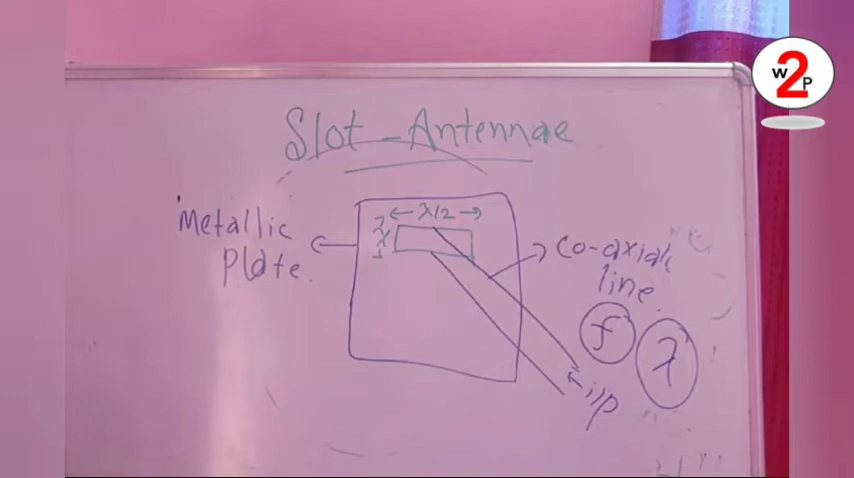 W2P
Slot-Antennae
λ/2
Metallic
Plate.
λ
Co-axial
line.
f
λ
i/p